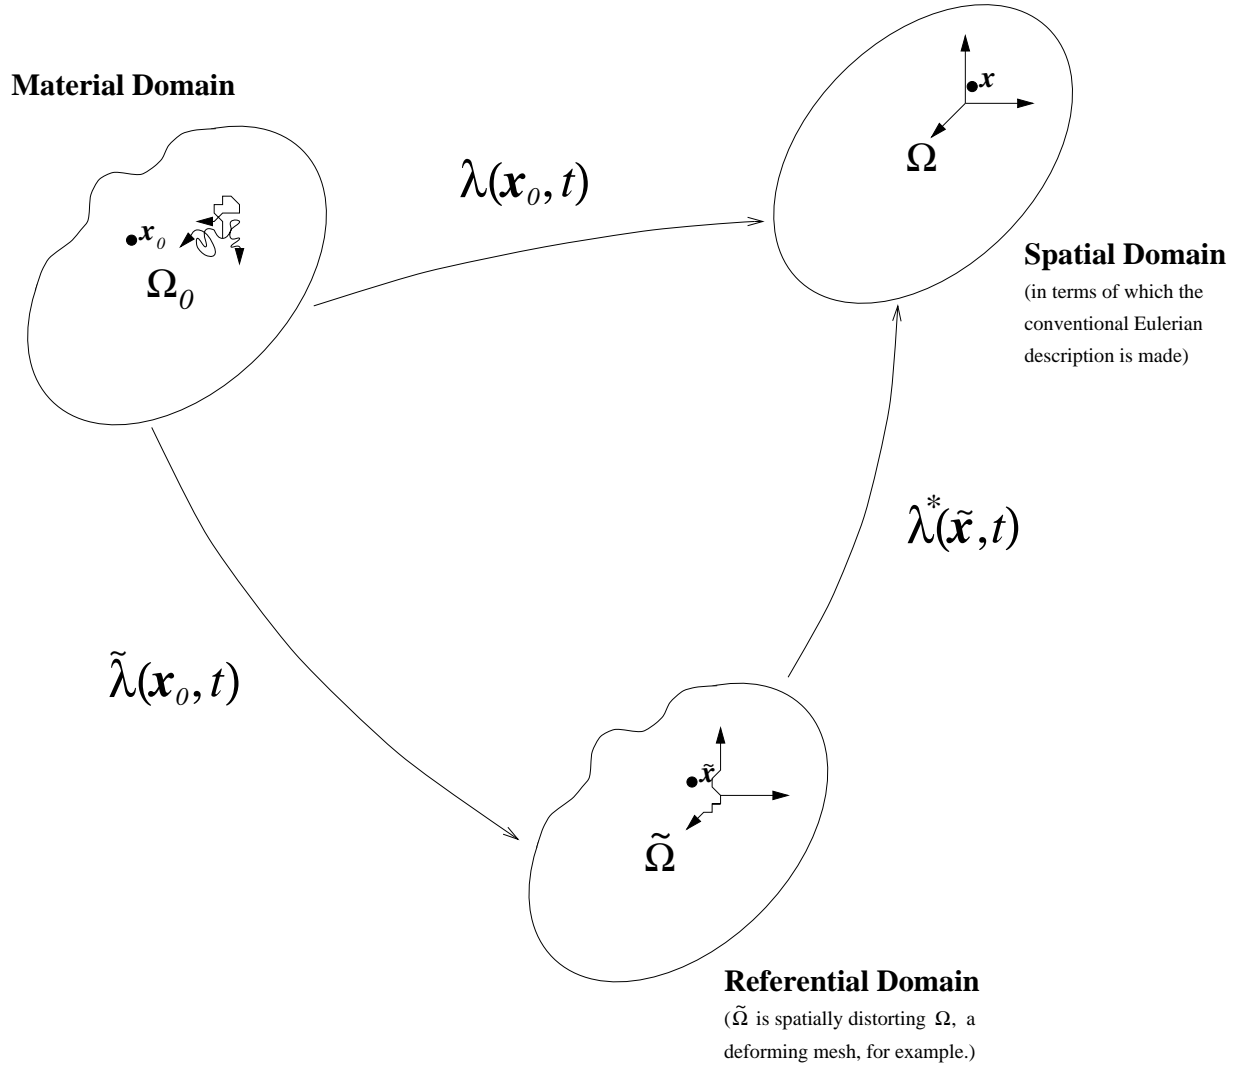 Material Domain
x
Ω
λ(x₀, t)
x₀
Ω₀
Spatial Domain
(in terms of which the
conventional Eulerian
description is made)
λ*(x̃, t)
λ̃(x₀, t)
x̃
Ω̃
Referential Domain
(Ω̃ is spatially distorting Ω, a
deforming mesh, for example.)